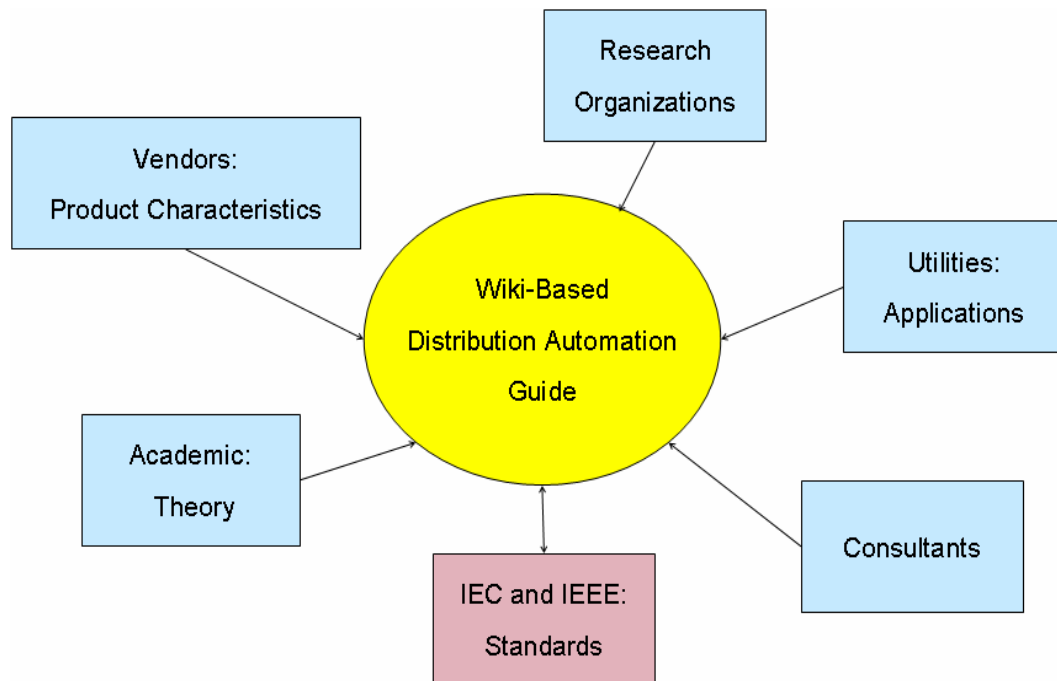 Research
Organizations
Vendors:
Product Characteristics
Utilities:
Applications
Wiki-Based
Distribution Automation
Guide
Academic:
Theory
Consultants
IEC and IEEE:
Standards